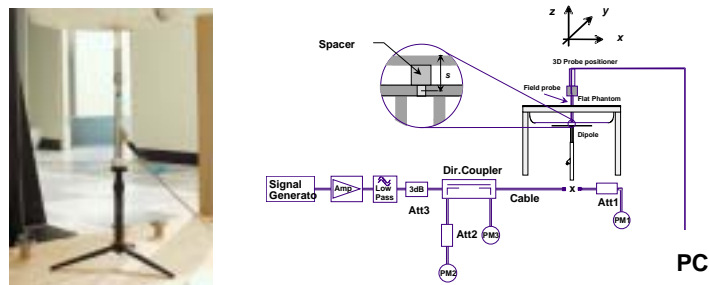 z
y
x
Spacer
s
3D Probe positioner
Field probe
Flat Phantom
Dipole
Dir.Coupler
Signal
Generato
Amp
Low
Pass
3dB
Att3
Cable
x
Att1
Att2
PM3
PM1
PM2
PC